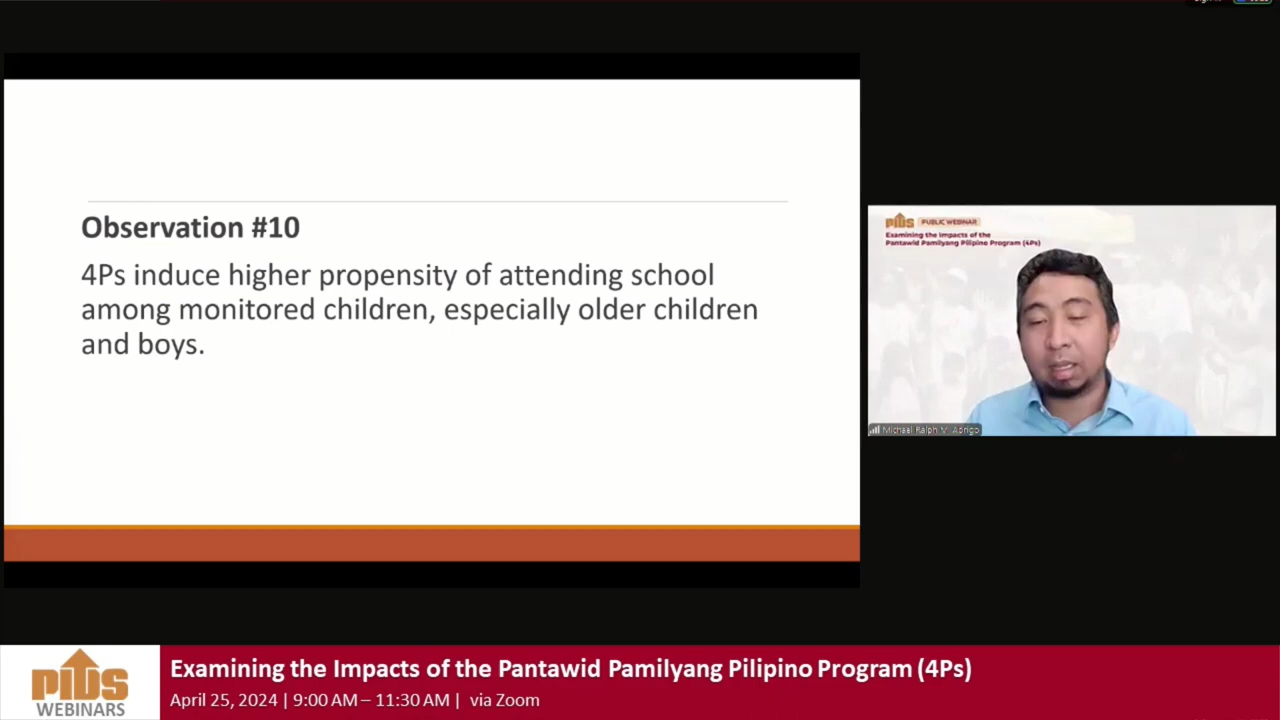 Observation #10
4Ps induce higher propensity of attending school
among monitored children, especially older children
and boys.
PIDS PUBLIC WEBINAR
Examining the Impacts of the
Pantawid Pamilyang Pilipino Program (4Ps)
Michael Ralph M. Abrigo
PIDS
WEBINARS
Examining the Impacts of the Pantawid Pamilyang Pilipino Program (4Ps)
April 25, 2024 | 9:00 AM – 11:30 AM | via Zoom